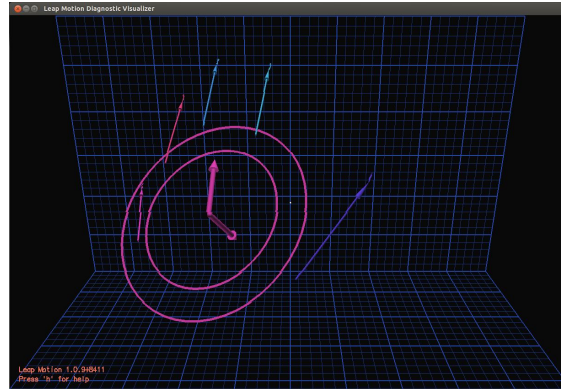 Leap Motion Diagnostic Visualizer
Leap Motion 1.0.9+8411
Press 'h' for help